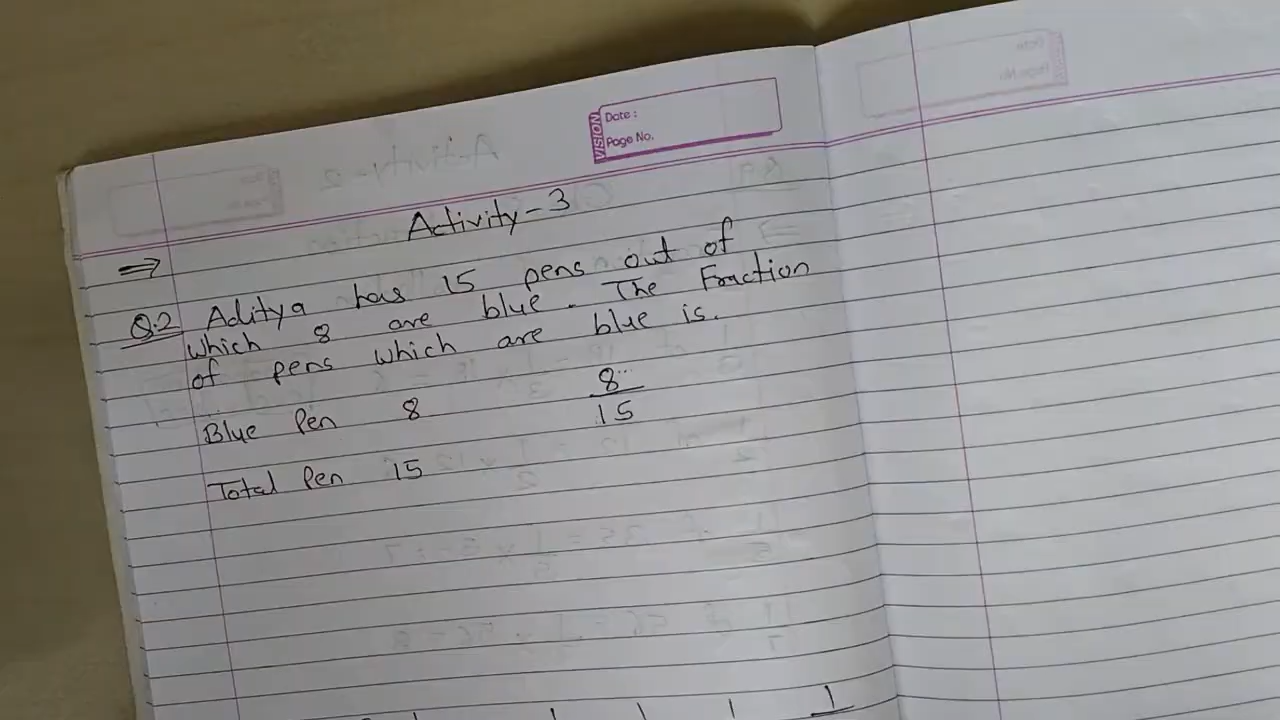 VISION
Date :
Page No.
Activity-3
⇒
Q.2 Aditya has 15 pens out of
which 8 are blue. The Fraction
of pens which are blue is.
Blue Pen 8
8
15
Total Pen 15
1